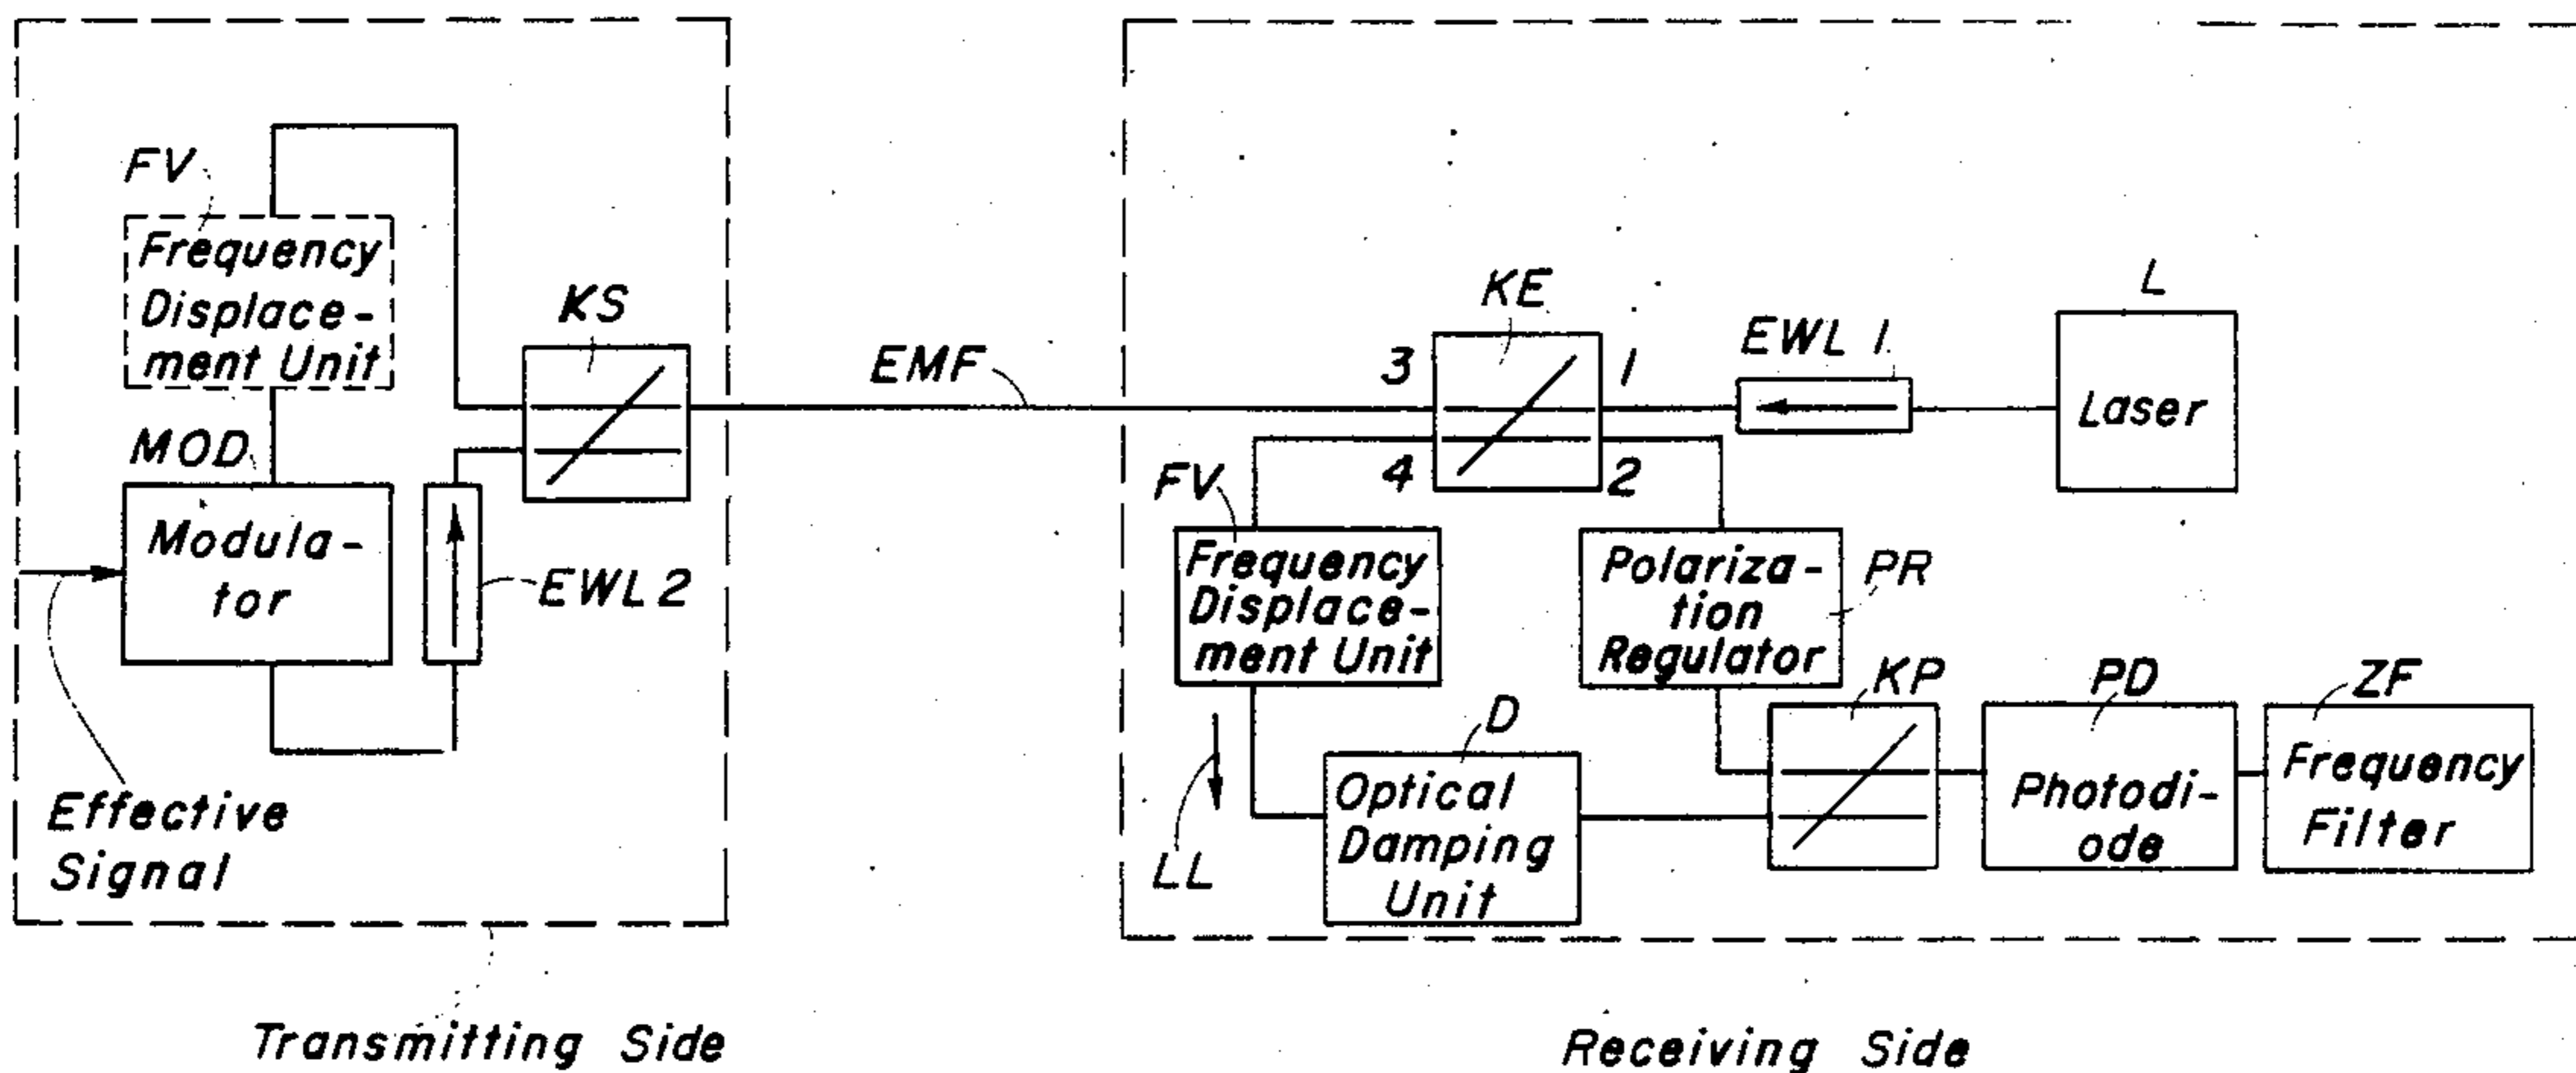 FV
Frequency
Displace-
ment Unit
MOD
Modula-
tor
Effective
Signal
EWL 2
KS
EMF
KE
3
1
4
2
EWL 1
L
Laser
FV
Frequency
Displace-
ment Unit
LL
D
Optical
Damping
Unit
Polariza-
tion
Regulator
PR
KP
PD
Photodi-
ode
ZF
Frequency
Filter
Transmitting Side
Receiving Side